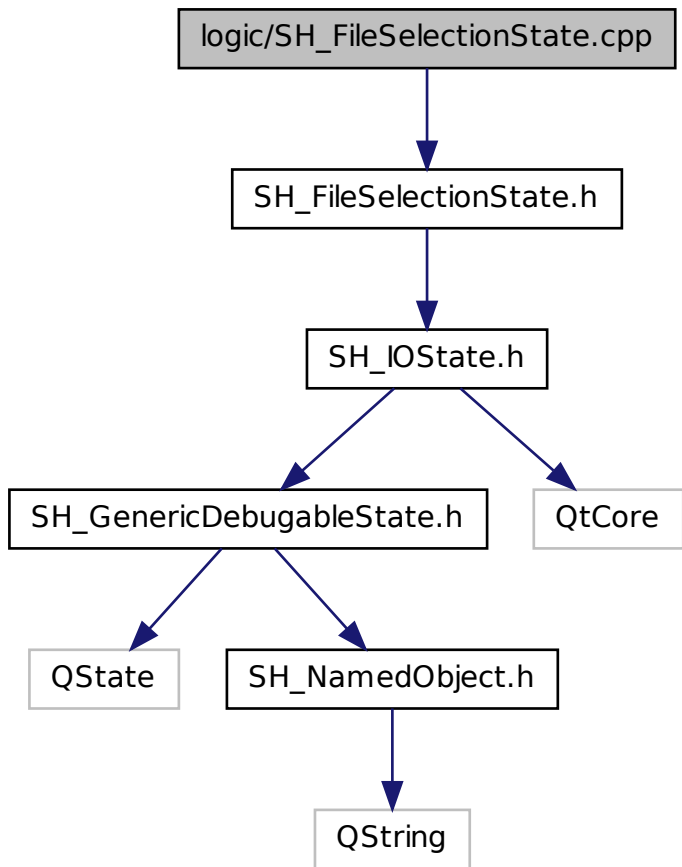 logic/SH_FileSelectionState.cpp
SH_FileSelectionState.h
SH_IOState.h
SH_GenericDebugableState.h
QtCore
QState
SH_NamedObject.h
QString